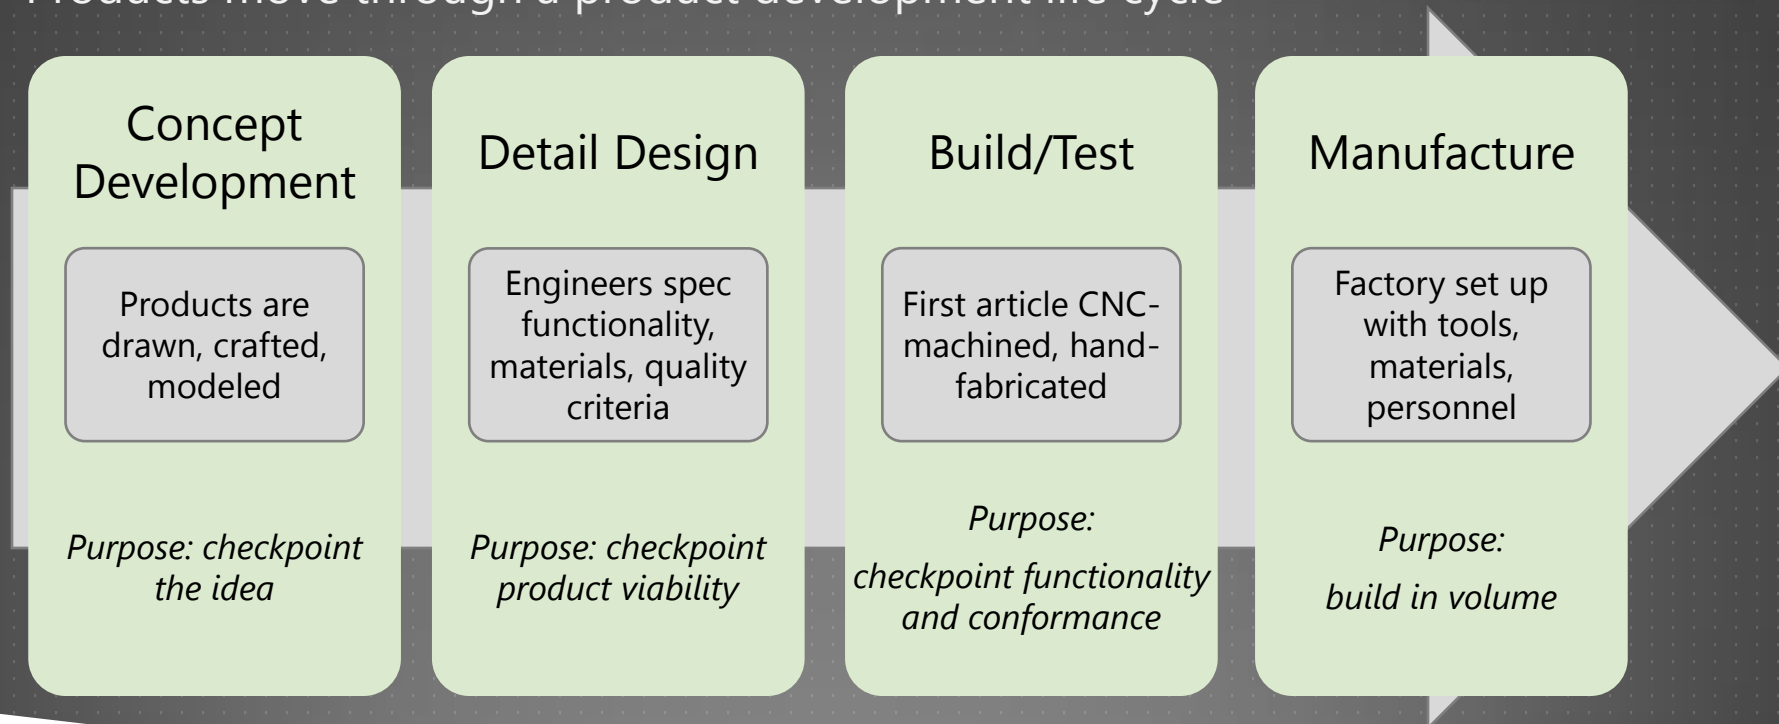 Products move through a product development life cycle
Concept
Development
Products are
drawn, crafted,
modeled
Purpose: checkpoint
the idea
Detail Design
Engineers spec
functionality,
materials, quality
criteria
Purpose: checkpoint
product viability
Build/Test
First article CNC-
machined, hand-
fabricated
Purpose:
checkpoint functionality
and conformance
Manufacture
Factory set up
with tools,
materials,
personnel
Purpose:
build in volume